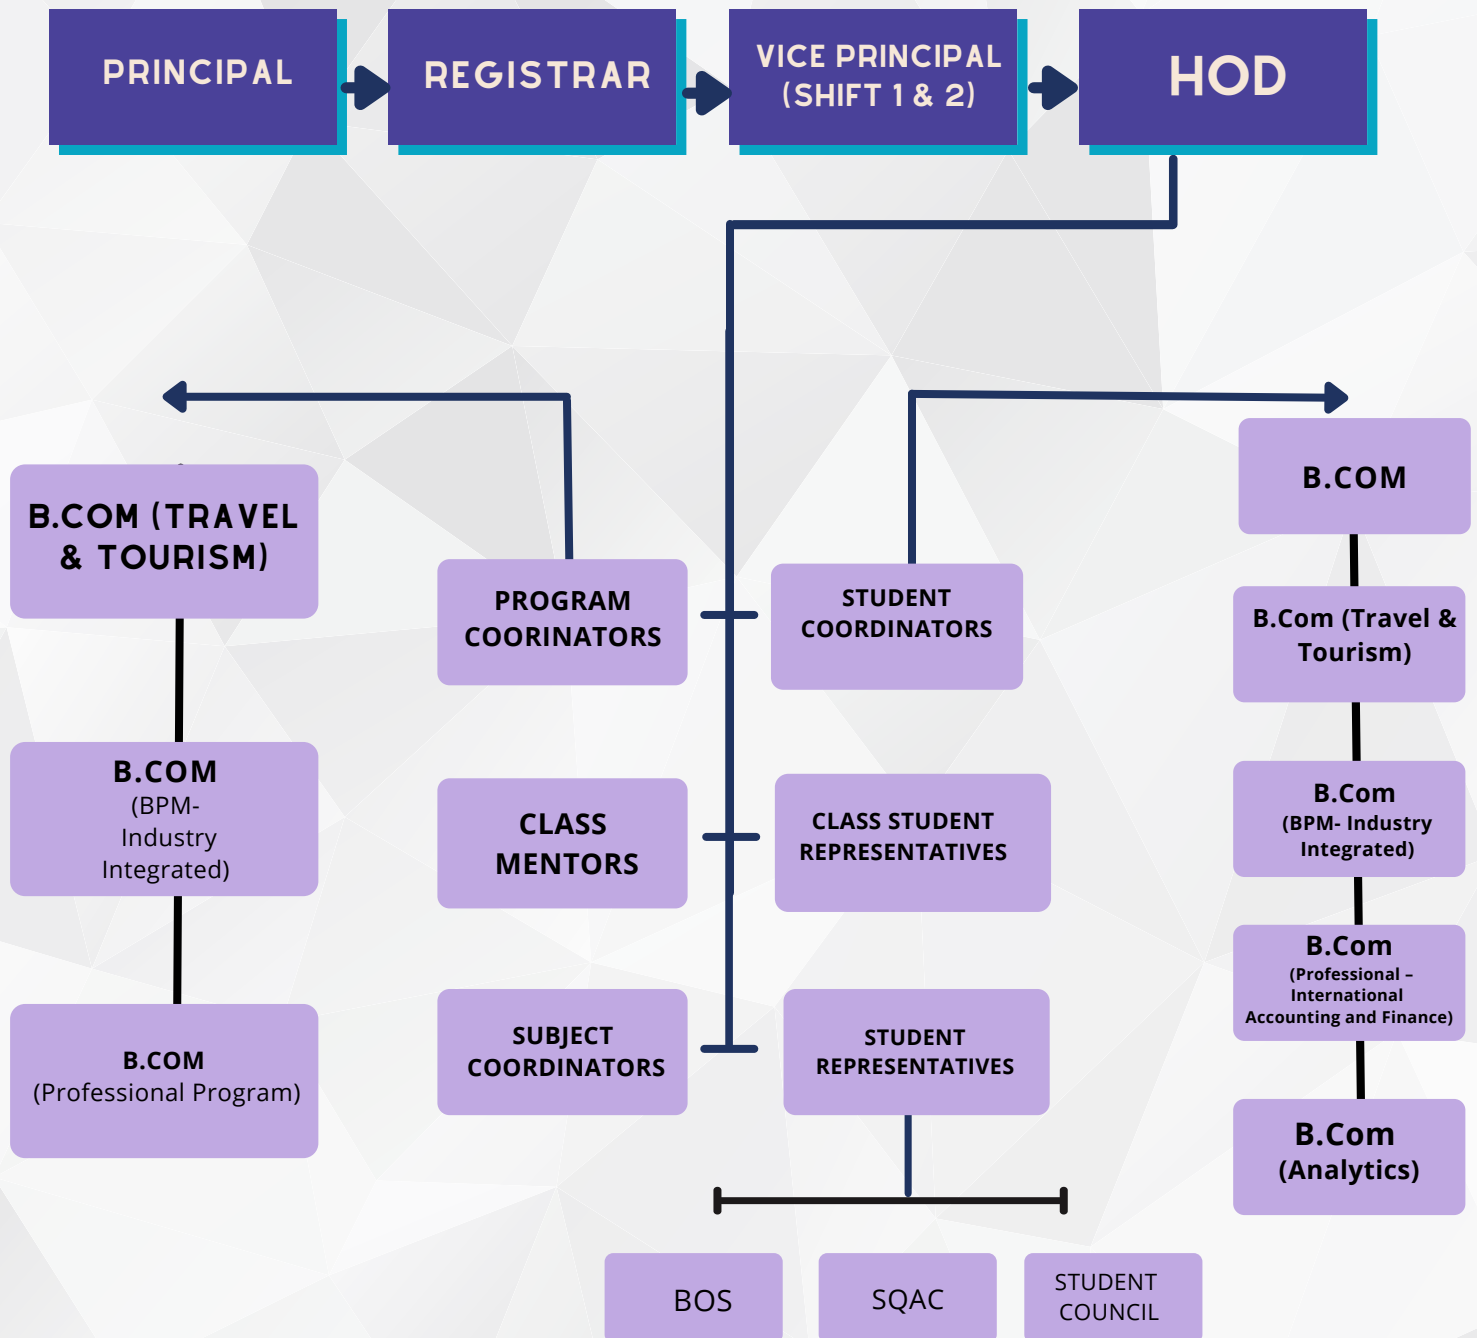 PRINCIPAL
REGISTRAR
VICE PRINCIPAL
(SHIFT 1 & 2)
HOD
B.COM (TRAVEL
& TOURISM)
B.COM
(BPM-
Industry
Integrated)
B.COM
(Professional Program)
PROGRAM
COORINATORS
CLASS
MENTORS
SUBJECT
COORDINATORS
STUDENT
COORDINATORS
CLASS STUDENT
REPRESENTATIVES
STUDENT
REPRESENTATIVES
BOS
SQAC
STUDENT
COUNCIL
B.COM
B.Com (Travel &
Tourism)
B.Com
(BPM- Industry
Integrated)
B.Com
(Professional –
International
Accounting and Finance)
B.Com
(Analytics)